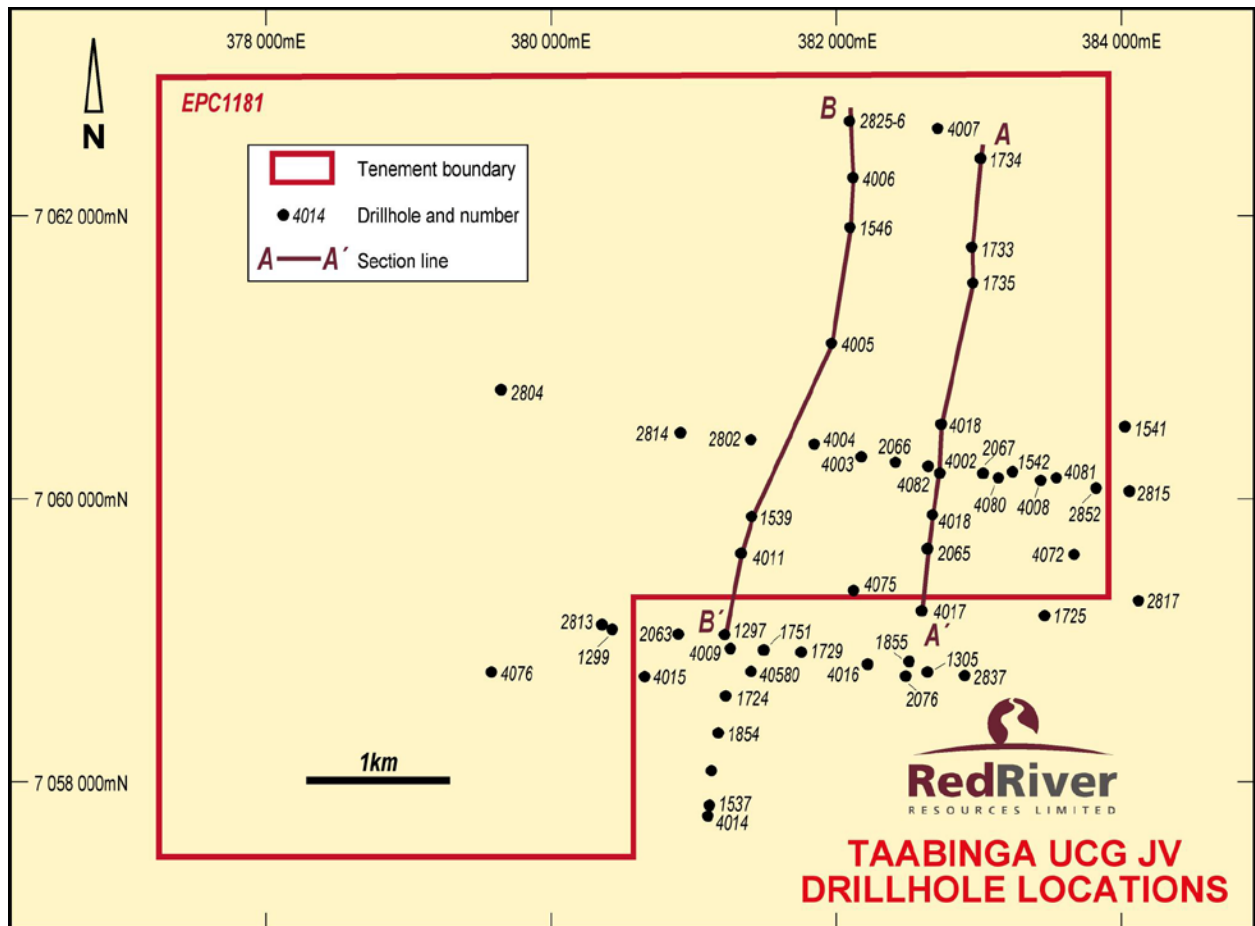 378 000mE
380 000mE
382 000mE
384 000mE
N
EPC1181
Tenement boundary
4014 Drillhole and number
A A´ Section line
B
2825-6
4007
A
1734
7 062 000mN
4006
1546
1733
1735
4005
2804
2814
2802
4004
4003
2066
4018
4002
4082
2067
1542
4081
4080
4008
2852
1541
2815
7 060 000mN
1539
4018
4011
2065
4072
4075
2813
1299
2063
B´
1297
4009
1751
1729
4017
A´
1725
2817
4076
4015
40580
4016
1855
1305
2076
2837
1724
1854
1km
7 058 000mN
1537
4014
RedRiver
RESOURCES LIMITED
TAABINGA UCG JV
DRILLHOLE LOCATIONS